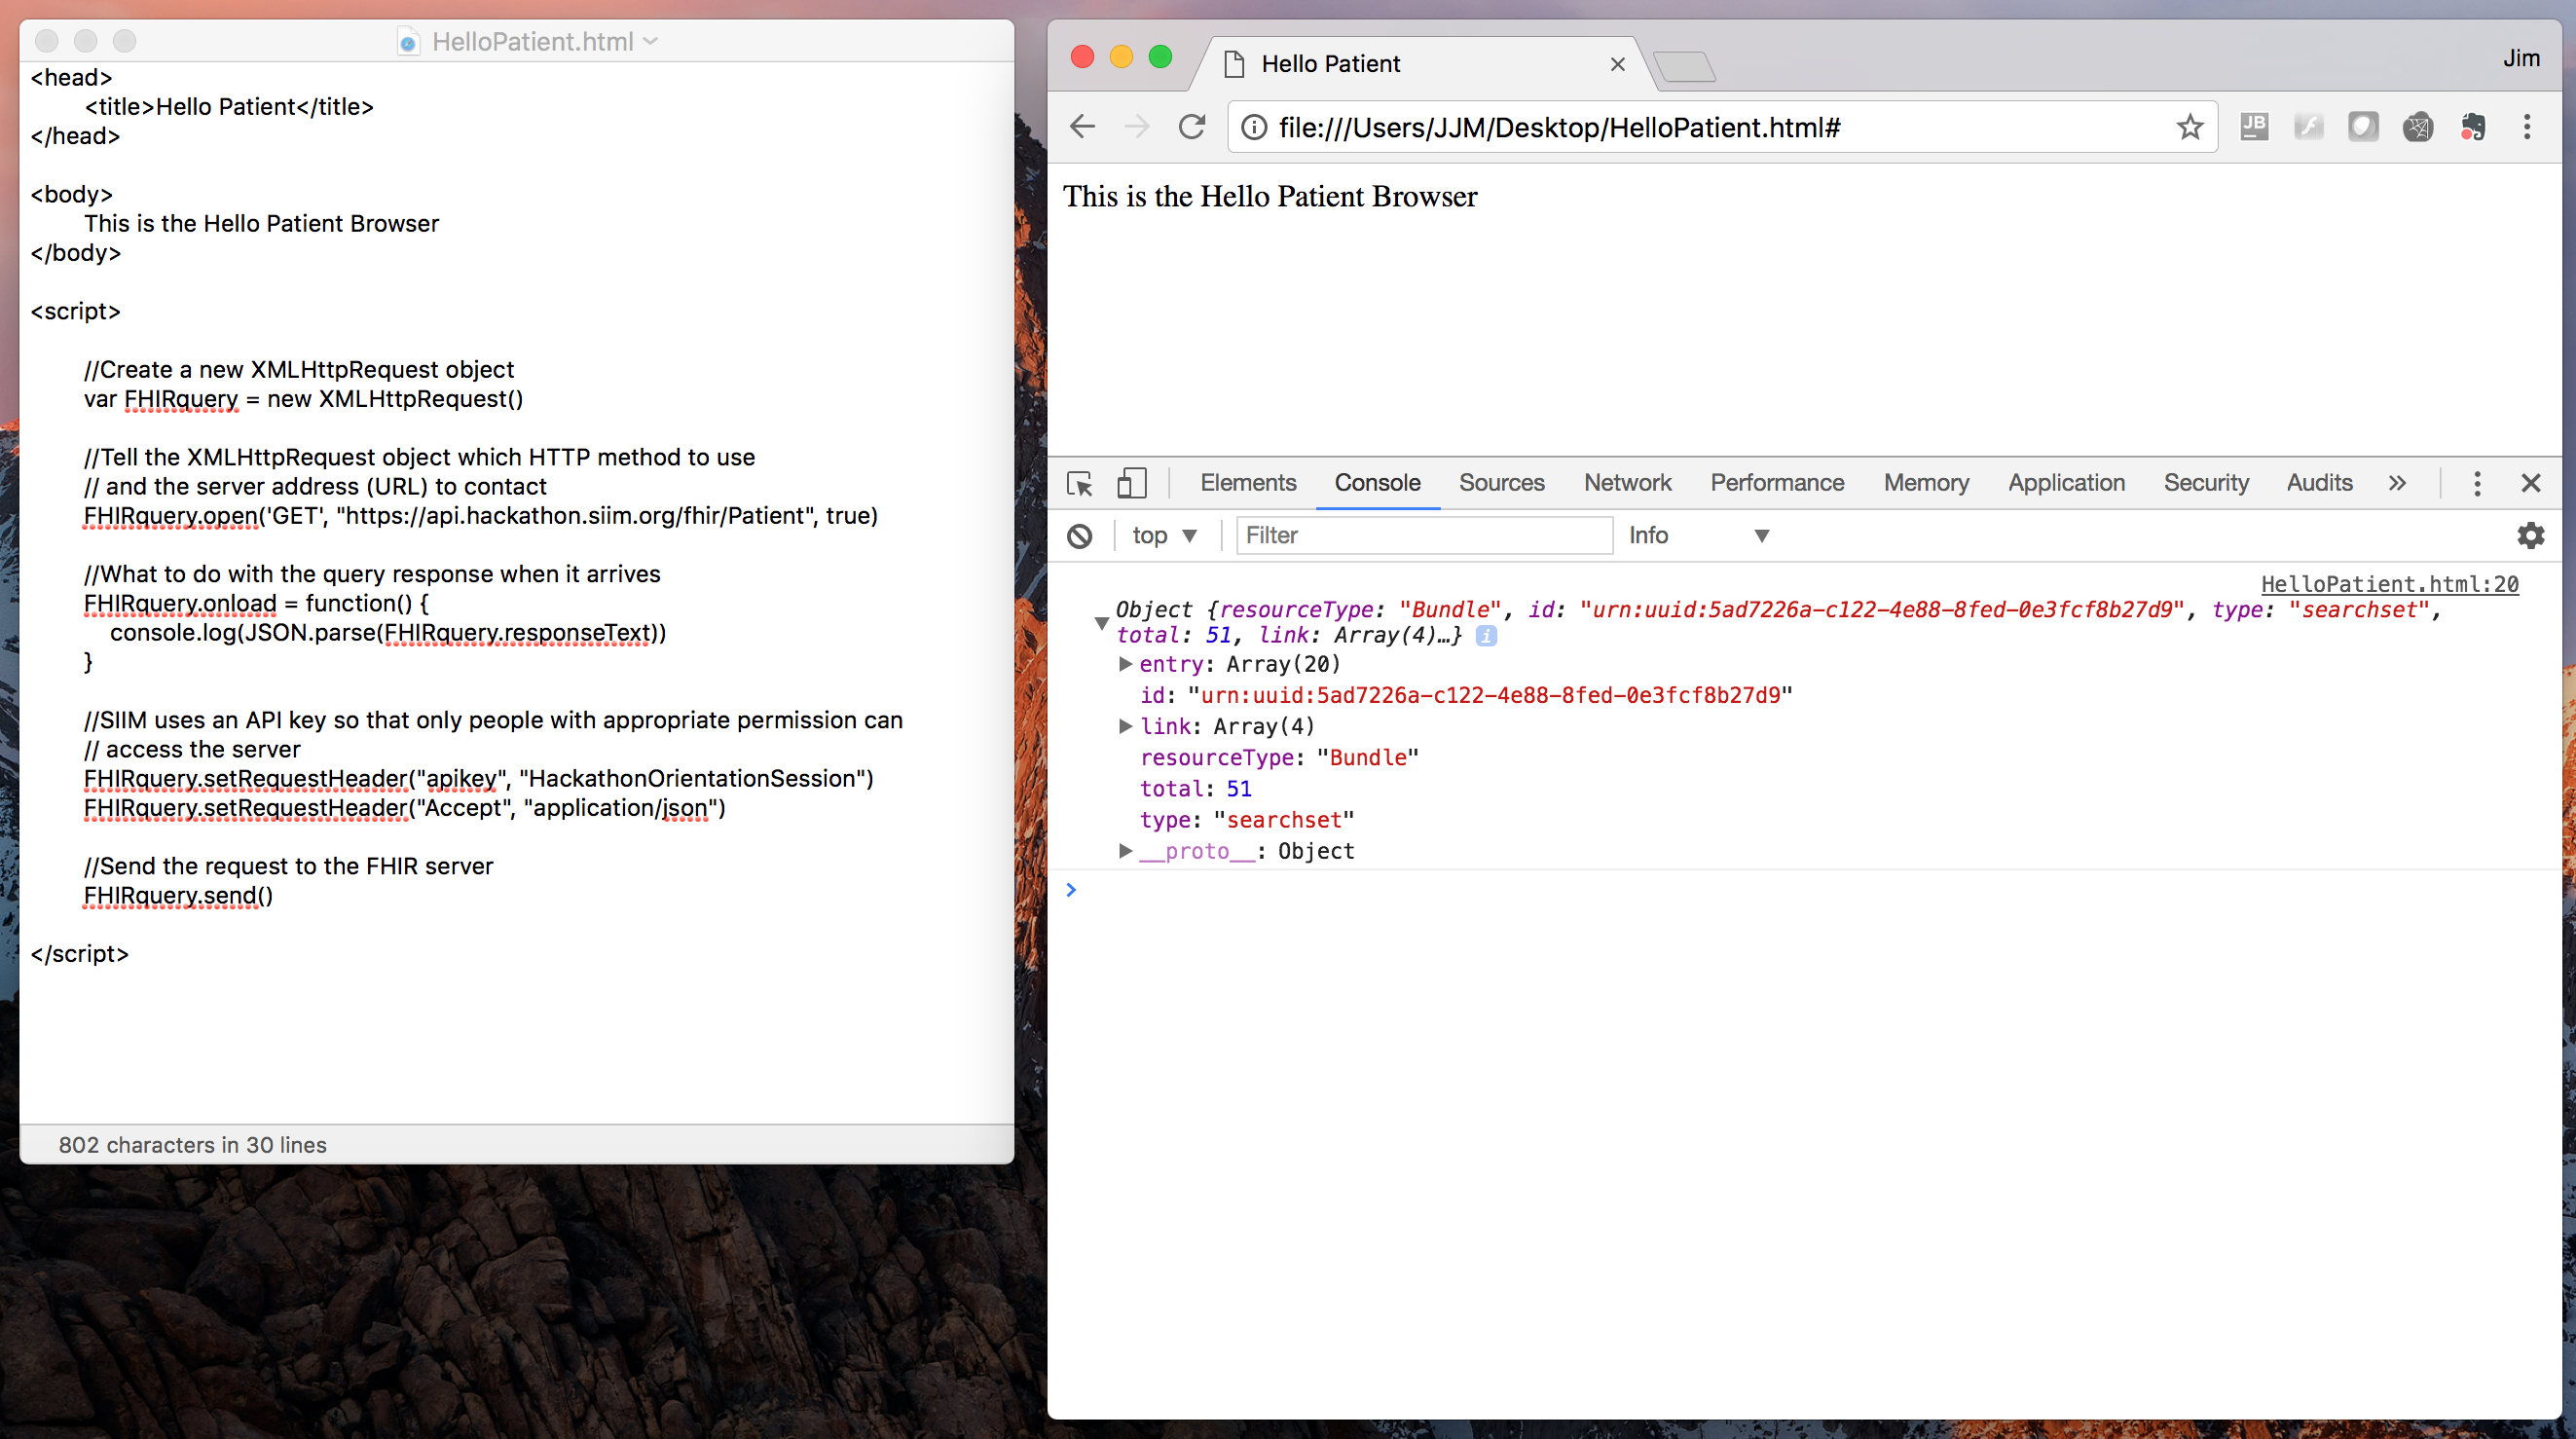 HelloPatient.html
<head>
<title>Hello Patient</title>
</head>
<body>
This is the Hello Patient Browser
</body>
<script>
//Create a new XMLHttpRequest object
var FHIRquery = new XMLHttpRequest()
//Tell the XMLHttpRequest object which HTTP method to use
// and the server address (URL) to contact
FHIRquery.open('GET', "https://api.hackathon.siim.org/fhir/Patient", true)
//What to do with the query response when it arrives
FHIRquery.onload = function() {
console.log(JSON.parse(FHIRquery.responseText))
}
//SIIM uses an API key so that only people with appropriate permission can
// access the server
FHIRquery.setRequestHeader("apikey", "HackathonOrientationSession")
FHIRquery.setRequestHeader("Accept", "application/json")
//Send the request to the FHIR server
FHIRquery.send()
</script>
802 characters in 30 lines
Hello Patient
Jim
file:///Users/JJM/Desktop/HelloPatient.html#
JB
This is the Hello Patient Browser
Elements Console Sources Network Performance Memory Application Security Audits »
top Filter Info
HelloPatient.html:20
Object {resourceType: "Bundle", id: "urn:uuid:5ad7226a-c122-4e88-8fed-0e3fcf8b27d9", type: "searchset",
total: 51, link: Array(4)…} i
entry: Array(20)
id: "urn:uuid:5ad7226a-c122-4e88-8fed-0e3fcf8b27d9"
link: Array(4)
resourceType: "Bundle"
total: 51
type: "searchset"
__proto__: Object